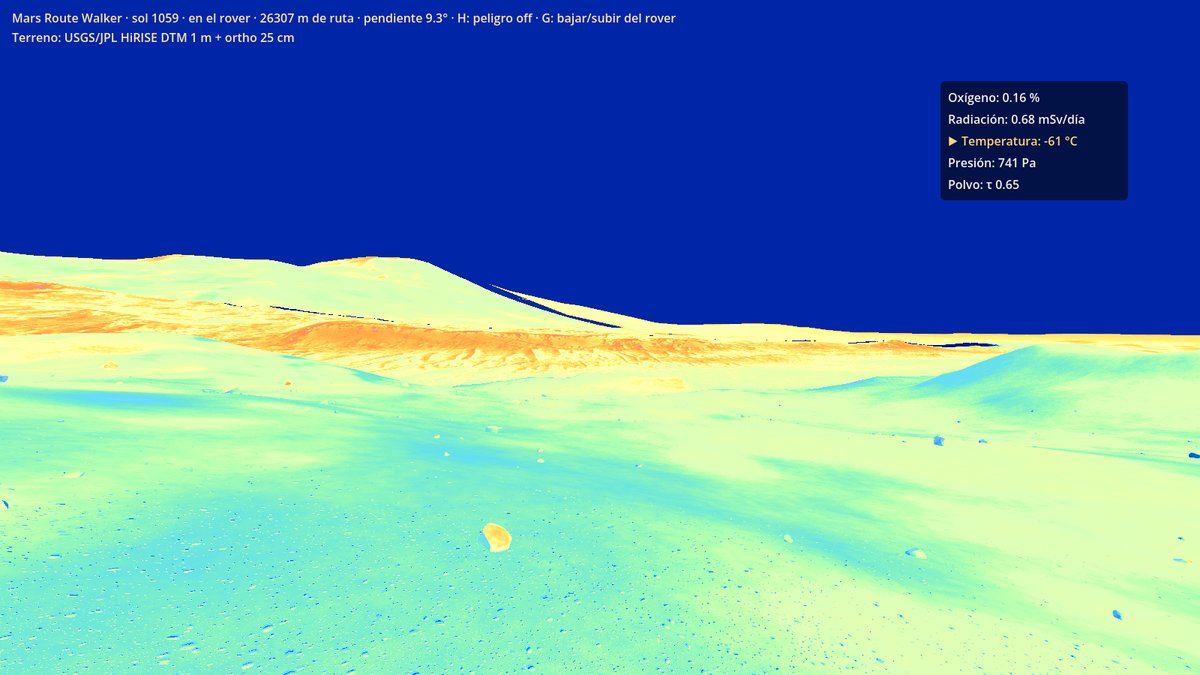 Mars Route Walker · sol 1059 · en el rover · 26307 m de ruta · pendiente 9.3° · H: peligro off · G: bajar/subir del rover
Terreno: USGS/JPL HiRISE DTM 1 m + ortho 25 cm
Oxígeno: 0.16 %
Radiación: 0.68 mSv/día
▶ Temperatura: -61 °C
Presión: 741 Pa
Polvo: τ 0.65